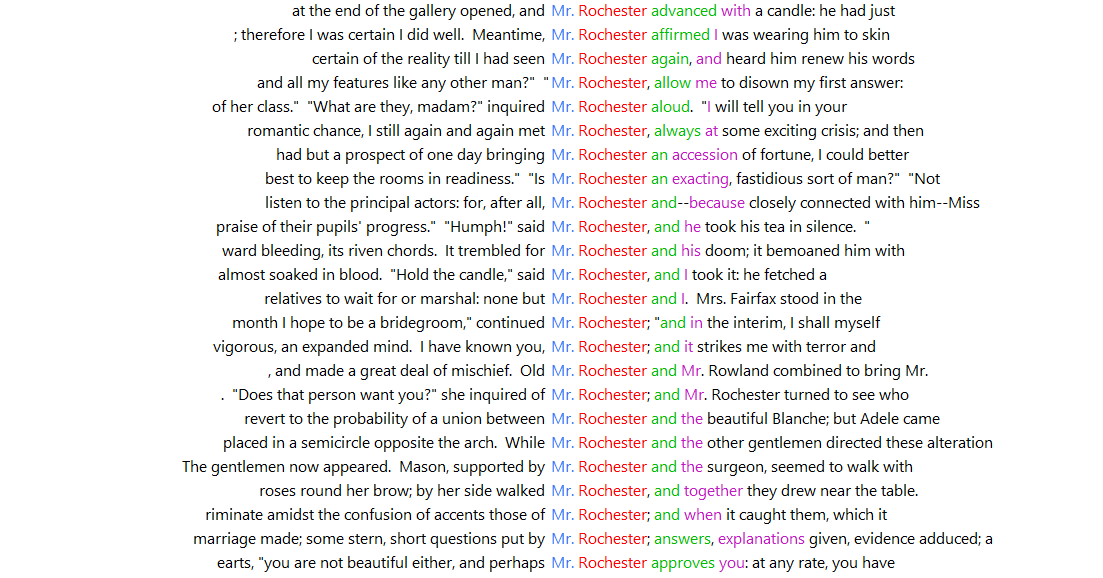 at the end of the gallery opened, and Mr. Rochester advanced with a candle: he had just
; therefore I was certain I did well.  Meantime, Mr. Rochester affirmed I was wearing him to skin
certain of the reality till I had seen Mr. Rochester again, and heard him renew his words
and all my features like any other man?"  "Mr. Rochester, allow me to disown my first answer:
of her class."  "What are they, madam?" inquired Mr. Rochester aloud.  "I will tell you in your
romantic chance, I still again and again met Mr. Rochester, always at some exciting crisis; and then
had but a prospect of one day bringing Mr. Rochester an accession of fortune, I could better
best to keep the rooms in readiness."  "Is Mr. Rochester an exacting, fastidious sort of man?"  "Not
listen to the principal actors: for, after all, Mr. Rochester and--because closely connected with him--Miss
praise of their pupils' progress."  "Humph!" said Mr. Rochester, and he took his tea in silence.  "
ward bleeding, its riven chords.  It trembled for Mr. Rochester and his doom; it bemoaned him with
almost soaked in blood.  "Hold the candle," said Mr. Rochester, and I took it: he fetched a
relatives to wait for or marshal: none but Mr. Rochester and I.  Mrs. Fairfax stood in the
month I hope to be a bridegroom," continued Mr. Rochester; "and in the interim, I shall myself
vigorous, an expanded mind.  I have known you, Mr. Rochester; and it strikes me with terror and
, and made a great deal of mischief.  Old Mr. Rochester and Mr. Rowland combined to bring Mr.
.  "Does that person want you?" she inquired of Mr. Rochester; and Mr. Rochester turned to see who
revert to the probability of a union between Mr. Rochester and the beautiful Blanche; but Adele came
placed in a semicircle opposite the arch.  While Mr. Rochester and the other gentlemen directed these alteration
The gentlemen now appeared.  Mason, supported by Mr. Rochester and the surgeon, seemed to walk with
roses round her brow; by her side walked Mr. Rochester, and together they drew near the table.
riminate amidst the confusion of accents those of Mr. Rochester; and when it caught them, which it
marriage made; some stern, short questions put by Mr. Rochester; answers, explanations given, evidence adduced; a
earts, "you are not beautiful either, and perhaps Mr. Rochester approves you: at any rate, you have